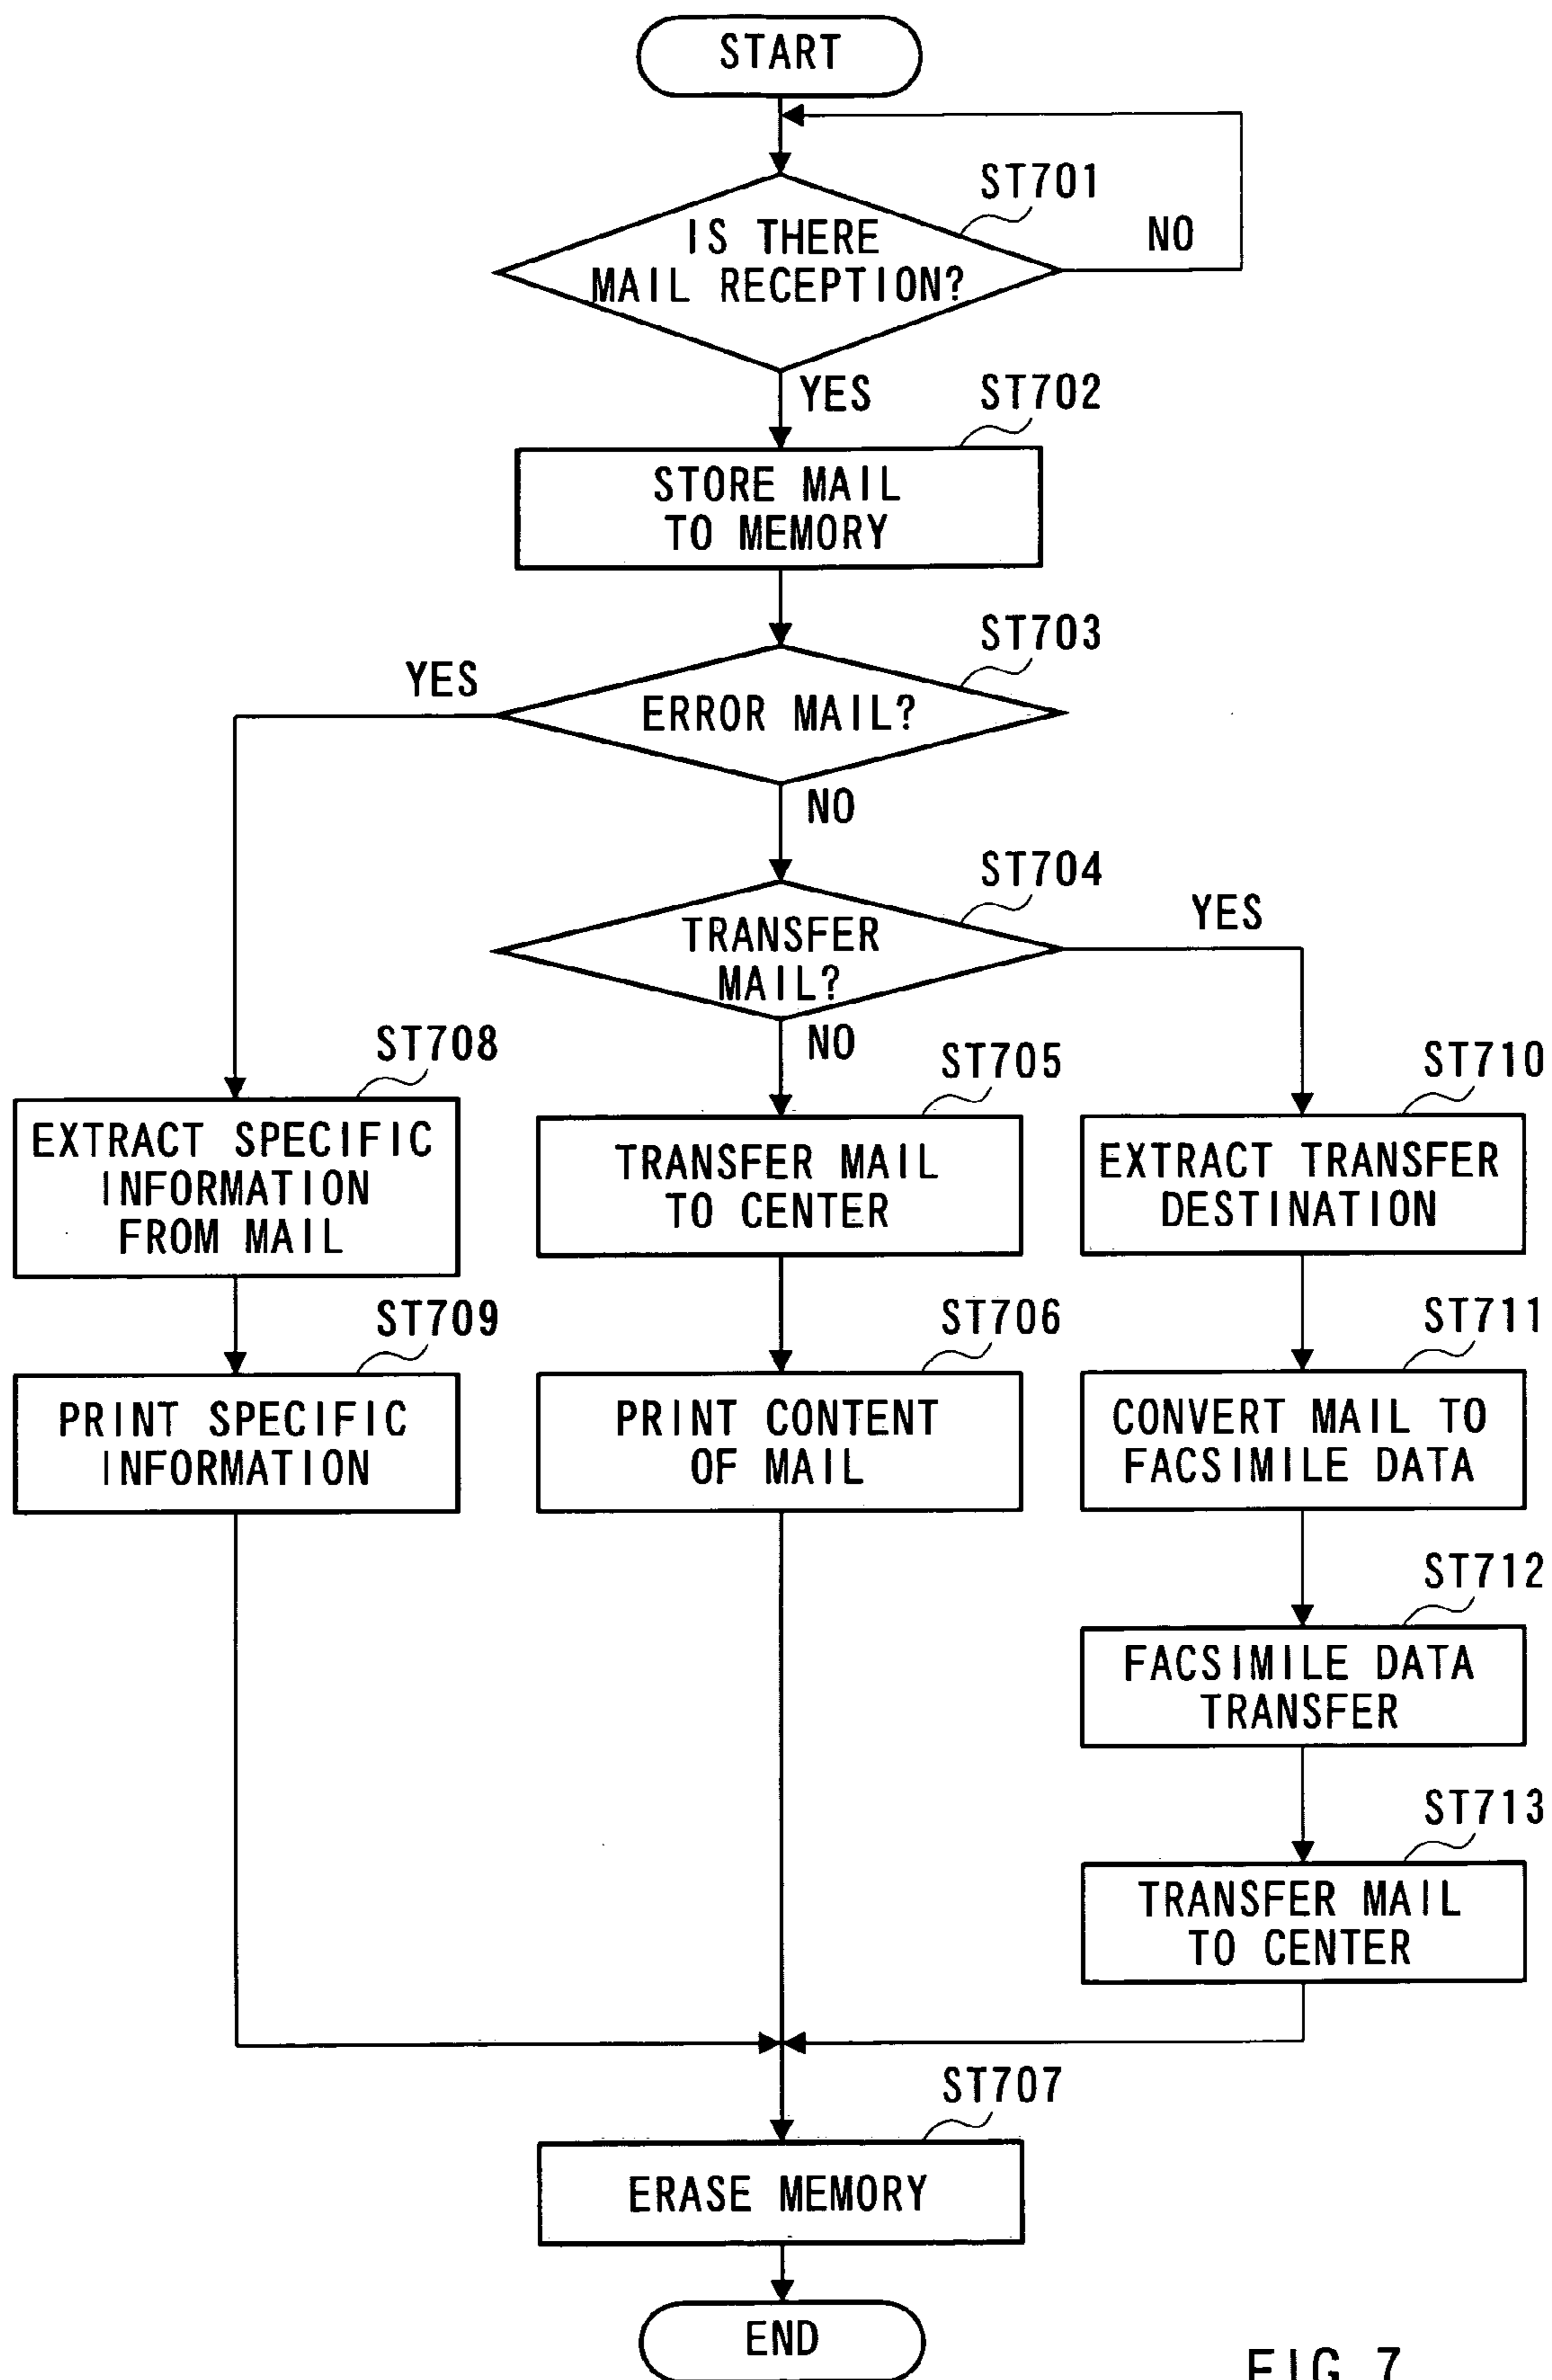 START
ST701
IS THERE
MAIL RECEPTION?
NO
YES
ST702
STORE MAIL
TO MEMORY
ST703
YES
ERROR MAIL?
NO
ST704
YES
TRANSFER
MAIL?
NO
ST708
EXTRACT SPECIFIC
INFORMATION
FROM MAIL
ST705
TRANSFER MAIL
TO CENTER
ST710
EXTRACT TRANSFER
DESTINATION
ST709
PRINT SPECIFIC
INFORMATION
ST706
PRINT CONTENT
OF MAIL
ST711
CONVERT MAIL TO
FACSIMILE DATA
ST712
FACSIMILE DATA
TRANSFER
ST713
TRANSFER MAIL
TO CENTER
ST707
ERASE MEMORY
END
FIG.7